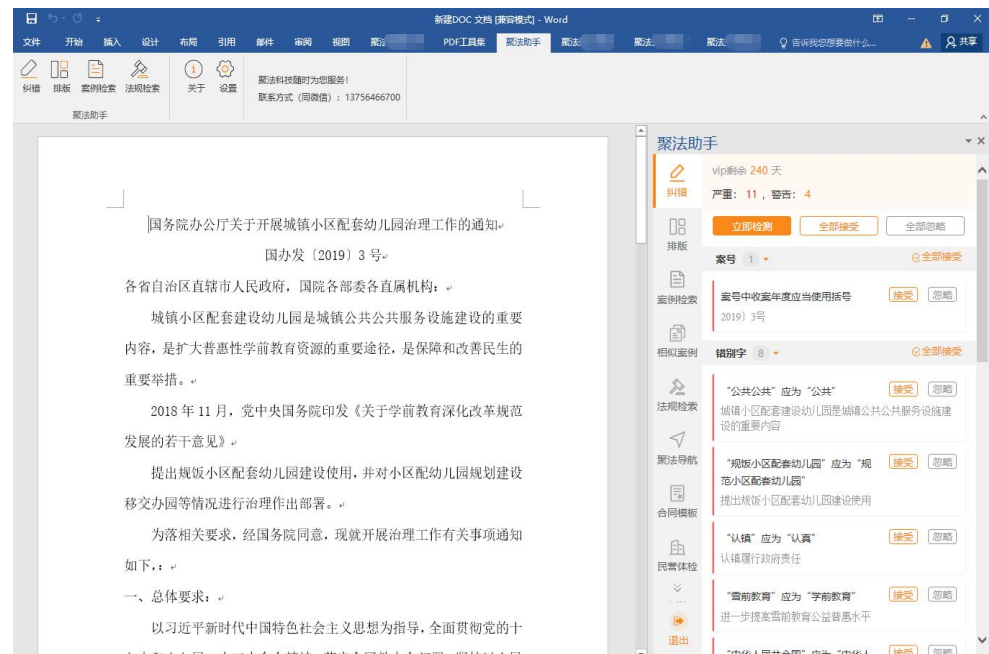 新建DOC 文档 [兼容模式] - Word
文件 开始 插入 设计 布局 引用 邮件 审阅 视图 聚法 PDF工具集 聚法助手 聚法 聚法 聚法 告诉我您想要做什么... 共享
纠错 排版 案例检索 法规检索 关于 设置
聚法科技随时为您服务!
联系方式(同微信):13756466700
聚法助手
国务院办公厅关于开展城镇小区配套幼儿园治理工作的通知
国办发〔2019〕3 号
各省自治区直辖市人民政府,国院各部委各直属机构:
城镇小区配套建设幼儿园是城镇公共公共服务设施建设的重要
内容,是扩大普惠性学前教育资源的重要途径,是保障和改善民生的
重要举措。
2018 年 11 月,党中央国务院印发《关于学前教育深化改革规范
发展的若干意见》
提出规饭小区配套幼儿园建设使用,并对小区配幼儿园规划建设
移交办园等情况进行治理作出部署。
为落相关要求,经国务院同意,现就开展治理工作有关事项通知
如下,:
一、总体要求:
以习近平新时代中国特色社会主义思想为指导,全面贯彻党的十
聚法助手
纠错
排版
案例检索
相似案例
法规检索
聚法导航
合同模板
民营体检
退出
vip剩余 240 天
严重: 11 ,警告: 4
立即检测 全部接受 全部忽略
案号 1 全部接受
案号中收案年度应当使用括号 接受 忽略
2019〕3号
错别字 8 全部接受
“公共公共”应为“公共” 接受 忽略
城镇小区配套建设幼儿园是城镇公共公共服务设施建
设的重要内容
“规饭小区配套幼儿园”应为“规 接受 忽略
范小区配套幼儿园”
提出规饭小区配套幼儿园建设使用
“认镇”应为“认真” 接受 忽略
认镇履行政府责任
“雪前教育”应为“学前教育” 接受 忽略
进一步提高雪前教育公益普惠水平